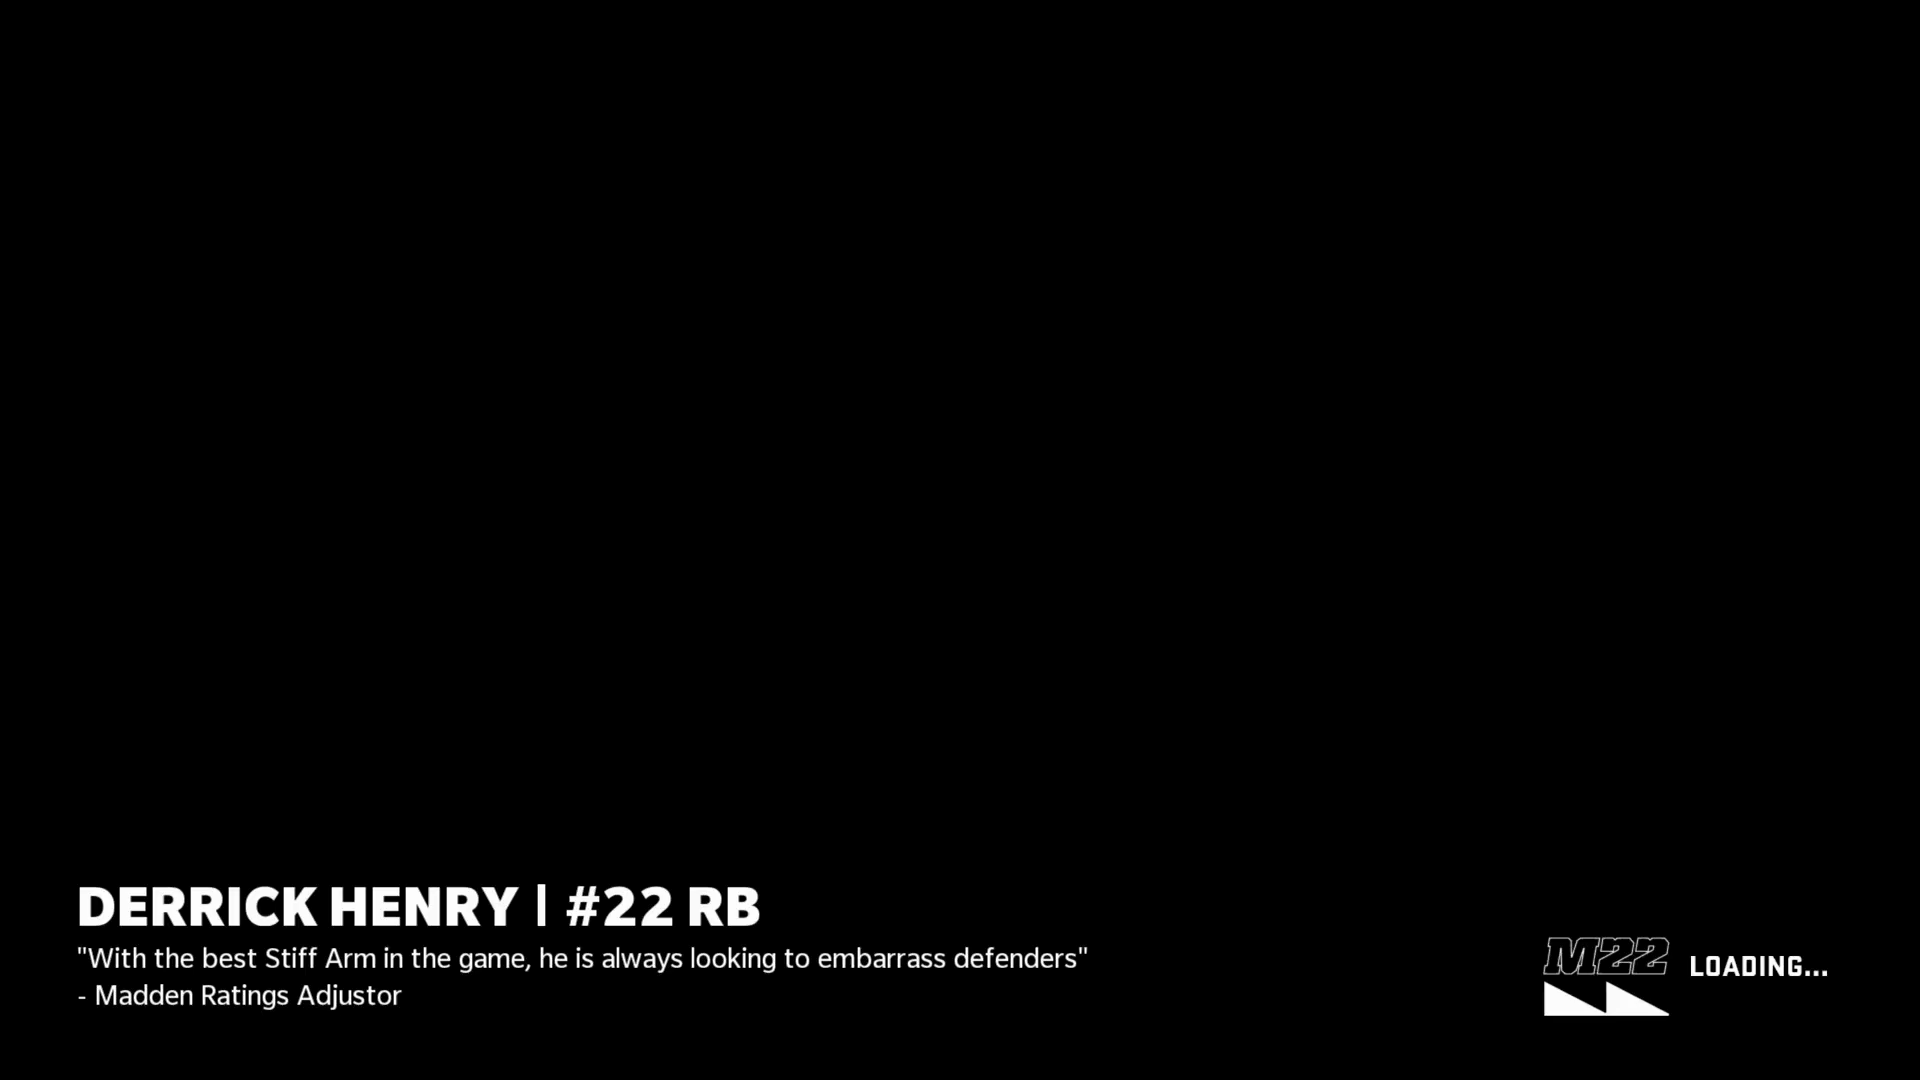 DERRICK HENRY | #22 RB
"With the best Stiff Arm in the game, he is always looking to embarrass defenders"
- Madden Ratings Adjustor
M22
LOADING...